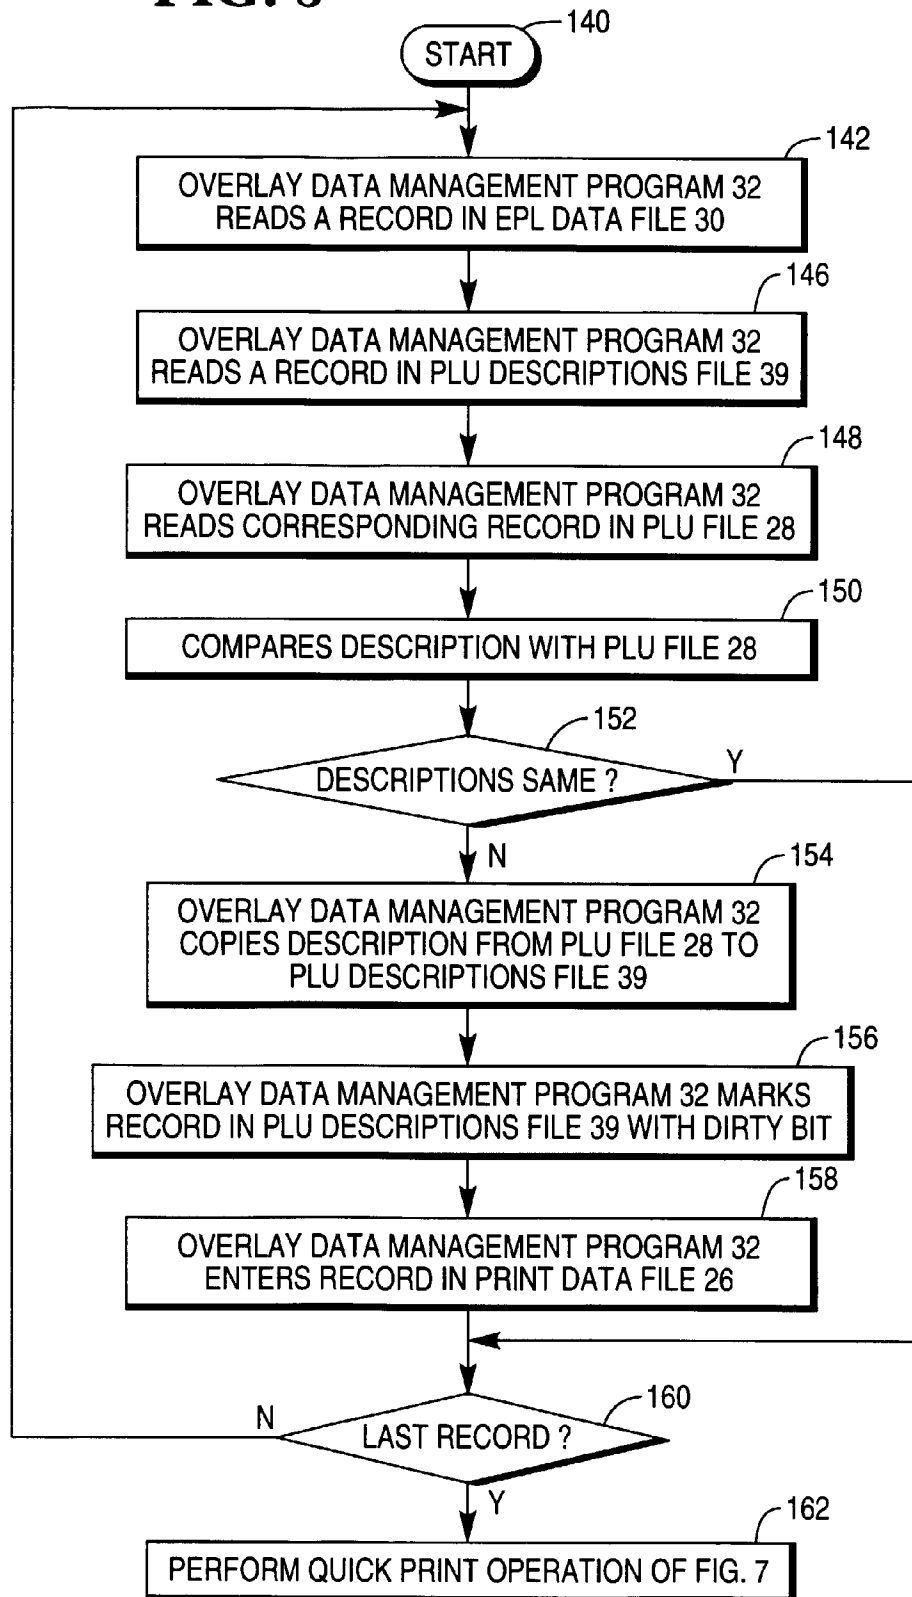 START
140
142
OVERLAY DATA MANAGEMENT PROGRAM 32
READS A RECORD IN EPL DATA FILE 30
146
OVERLAY DATA MANAGEMENT PROGRAM 32
READS A RECORD IN PLU DESCRIPTIONS FILE 39
148
OVERLAY DATA MANAGEMENT PROGRAM 32
READS CORRESPONDING RECORD IN PLU FILE 28
150
COMPARES DESCRIPTION WITH PLU FILE 28
152
DESCRIPTIONS SAME ?
Y
N
154
OVERLAY DATA MANAGEMENT PROGRAM 32
COPIES DESCRIPTION FROM PLU FILE 28 TO
PLU DESCRIPTIONS FILE 39
156
OVERLAY DATA MANAGEMENT PROGRAM 32 MARKS
RECORD IN PLU DESCRIPTIONS FILE 39 WITH DIRTY BIT
158
OVERLAY DATA MANAGEMENT PROGRAM 32
ENTERS RECORD IN PRINT DATA FILE 26
160
N
LAST RECORD ?
Y
162
PERFORM QUICK PRINT OPERATION OF FIG. 7